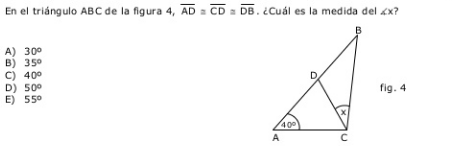 En el triángulo ABC de la figura 4, AD ≅ CD ≅ DB. ¿Cuál es la medida del ∡x?
A) 30º
B) 35º
C) 40º
D) 50º
E) 55º
B
D
fig. 4
x
40º
A
C